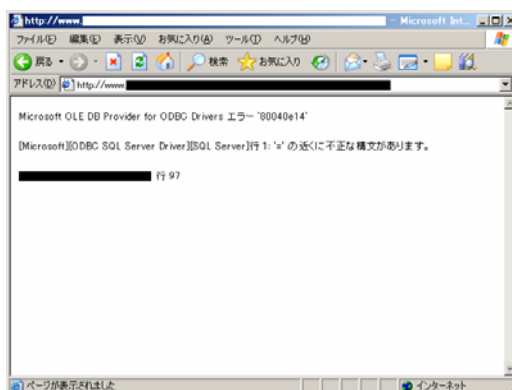 http://www. - Microsoft Int...
ファイル(F) 編集(E) 表示(V) お気に入り(A) ツール(T) ヘルプ(H)
戻る 検索 お気に入り
アドレス(D) http://www.
Microsoft OLE DB Provider for ODBC Drivers エラー '80040e14'
[Microsoft][ODBC SQL Server Driver][SQL Server]行 1: '=' の近くに不正な構文があります。
行 97
ページが表示されました インターネット